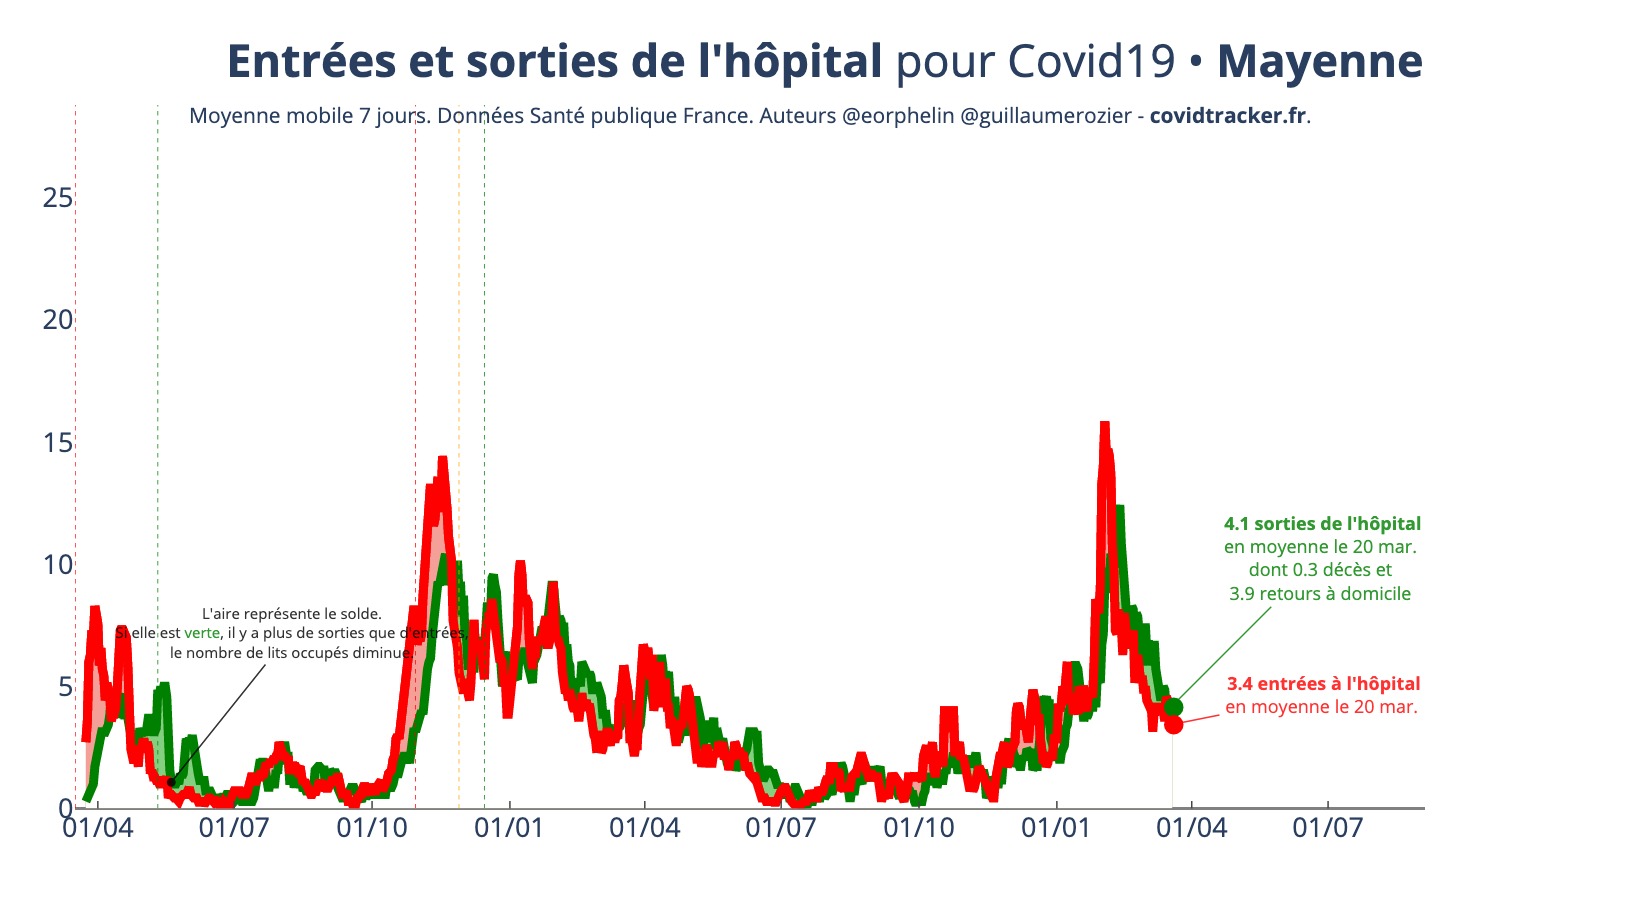 Entrées et sorties de l'hôpital pour Covid19 • Mayenne
Moyenne mobile 7 jours. Données Santé publique France. Auteurs @eorphelin @guillaumerozier - covidtracker.fr.
25
20
15
10
5
0
L'aire représente le solde.
Si elle est verte, il y a plus de sorties que d'entrées,
le nombre de lits occupés diminue.
4.1 sorties de l'hôpital
en moyenne le 20 mar.
dont 0.3 décès et
3.9 retours à domicile
3.4 entrées à l'hôpital
en moyenne le 20 mar.
01/04 01/07 01/10 01/01 01/04 01/07 01/10 01/01 01/04 01/07